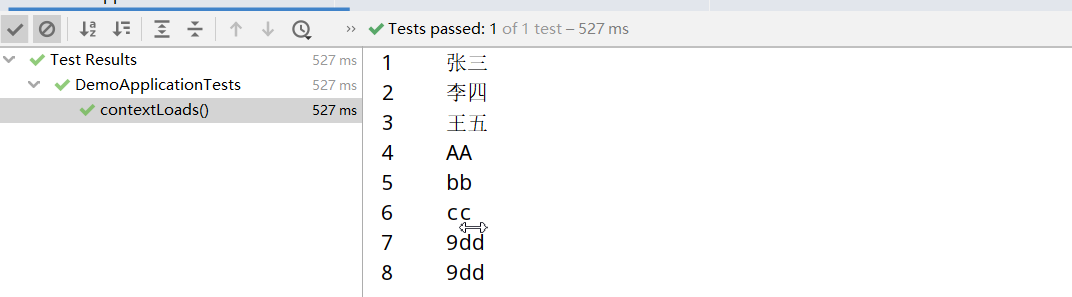 Tests passed: 1 of 1 test – 527 ms
Test Results 527 ms
DemoApplicationTests 527 ms
contextLoads() 527 ms
1 张三
2 李四
3 王五
4 AA
5 bb
6 cc
7 9dd
8 9dd